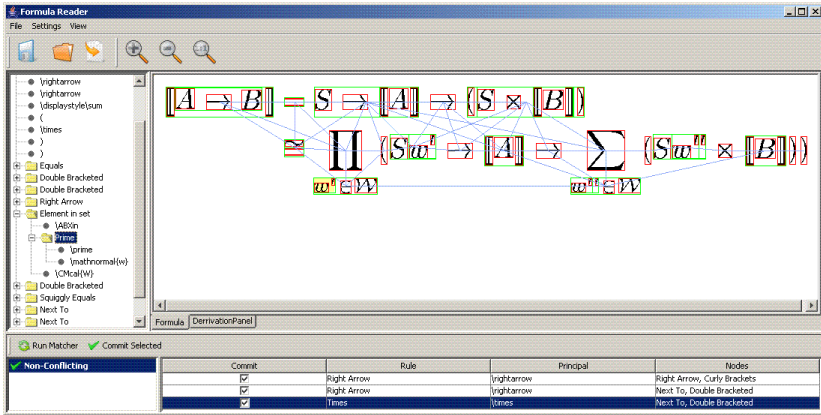 Formula Reader
File Settings View
\rightarrow
\rightarrow
\displaystyle\sum
(
\times
)
)
Equals
Double Bracketed
Double Bracketed
Right Arrow
Element in set
\ABXin
Prime
\prime
\mathnormal{w}
\CMcal{W}
Double Bracketed
Squiggly Equals
Next To
Next To
⟦A → B⟧ = S → ⟦A⟧ → (S × ⟦B⟧)
≅ ∏ (Sw' → ⟦A⟧ → ∑ (Sw'' × ⟦B⟧))
w' ∈ W w'' ∈ W
Formula DerrivationPanel
Run Matcher Commit Selected
Non-Conflicting
Commit Rule Principal Nodes
Right Arrow \rightarrow Right Arrow, Curly Brackets
Right Arrow \rightarrow Next To, Double Bracketed
Times \times Next To, Double Bracketed